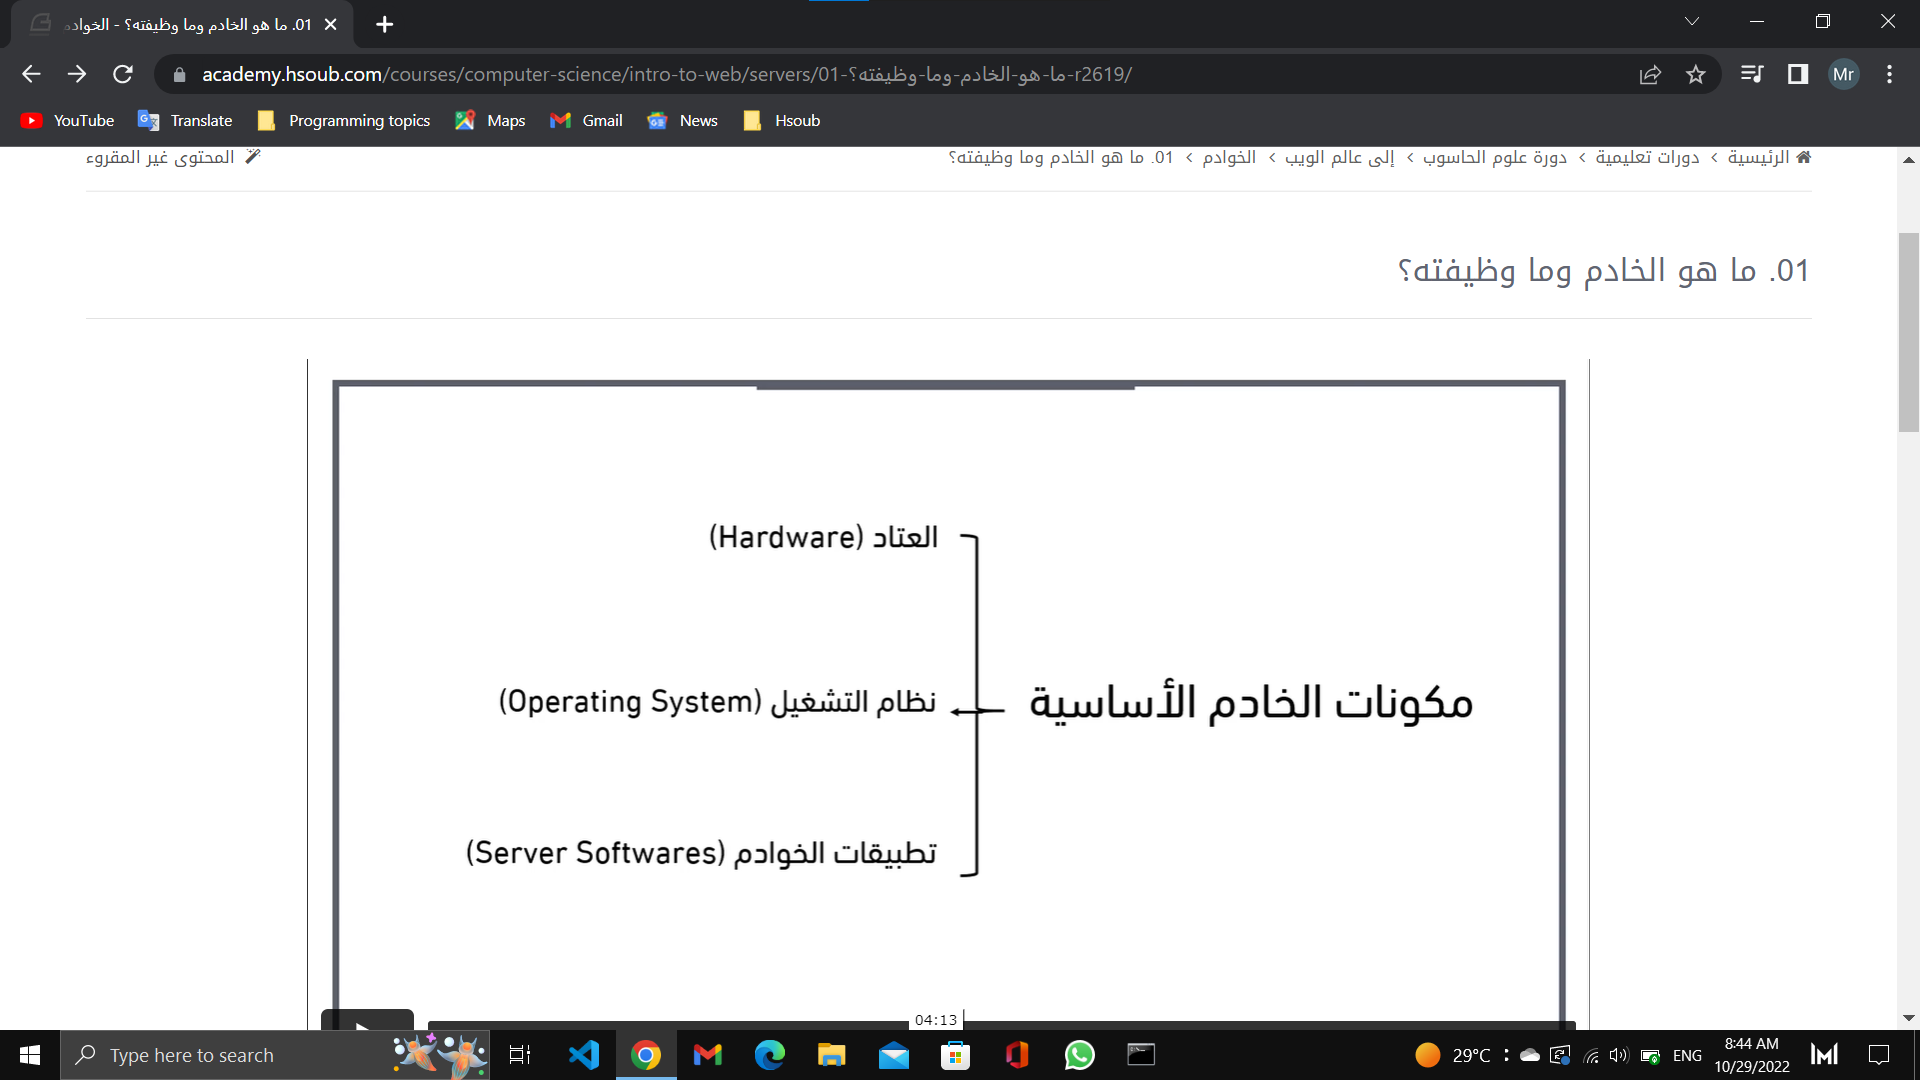 01. ما هو الخادم وما وظيفته؟ - الخوادم
academy.hsoub.com/courses/computer-science/intro-to-web/servers/01-ما-هو-الخادم-وما-وظيفته؟-r2619/
Mr
YouTube Translate Programming topics Maps Gmail News Hsoub
الرئيسية › دورات تعليمية › دورة علوم الحاسوب › إلى عالم الويب › الخوادم › 01. ما هو الخادم وما وظيفته؟
المحتوى غير المقروء
01. ما هو الخادم وما وظيفته؟
العتاد (Hardware)
مكونات الخادم الأساسية
نظام التشغيل (Operating System)
تطبيقات الخوادم (Server Softwares)
04:13
Type here to search
29°C
ENG
8:44 AM
10/29/2022